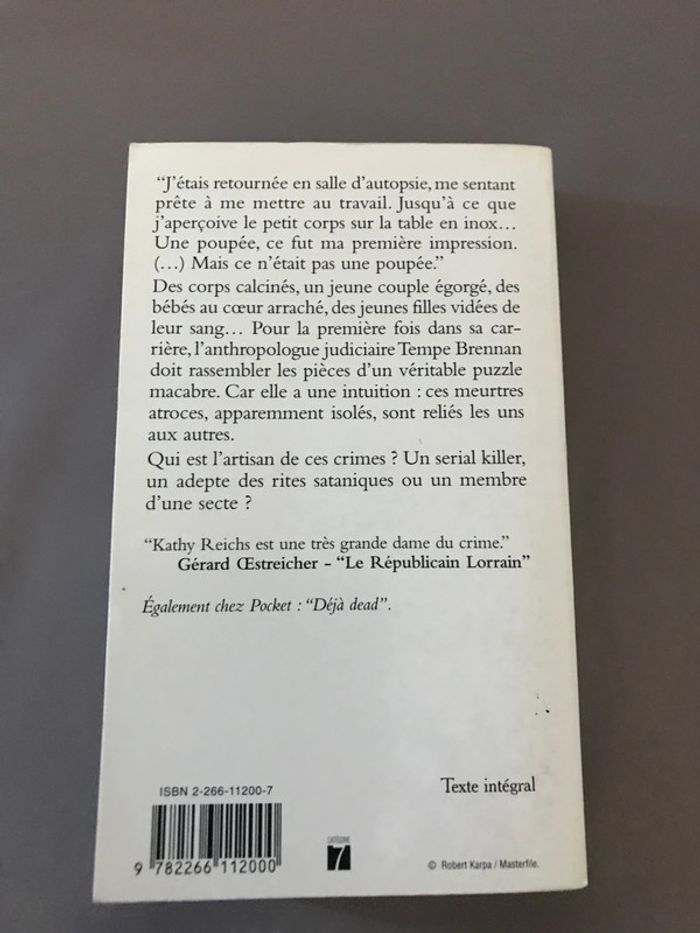 “J’étais retournée en salle d’autopsie, me sentant
prête à me mettre au travail. Jusqu’à ce que
j’aperçoive le petit corps sur la table en inox…
Une poupée, ce fut ma première impression.
(…) Mais ce n’était pas une poupée.”
Des corps calcinés, un jeune couple égorgé, des
bébés au cœur arraché, des jeunes filles vidées de
leur sang… Pour la première fois dans sa car-
rière, l’anthropologue judiciaire Tempe Brennan
doit rassembler les pièces d’un véritable puzzle
macabre. Car elle a une intuition : ces meurtres
atroces, apparemment isolés, sont reliés les uns
aux autres.
Qui est l’artisan de ces crimes ? Un serial killer,
un adepte des rites sataniques ou un membre
d’une secte ?
“Kathy Reichs est une très grande dame du crime.”
Gérard Œstreicher - “Le Républicain Lorrain”
Également chez Pocket : “Déjà dead”.
ISBN 2-266-11200-7
Texte intégral
9 782266 112000
CATÉGORIE
7
© Robert Karpa / Masterfile.